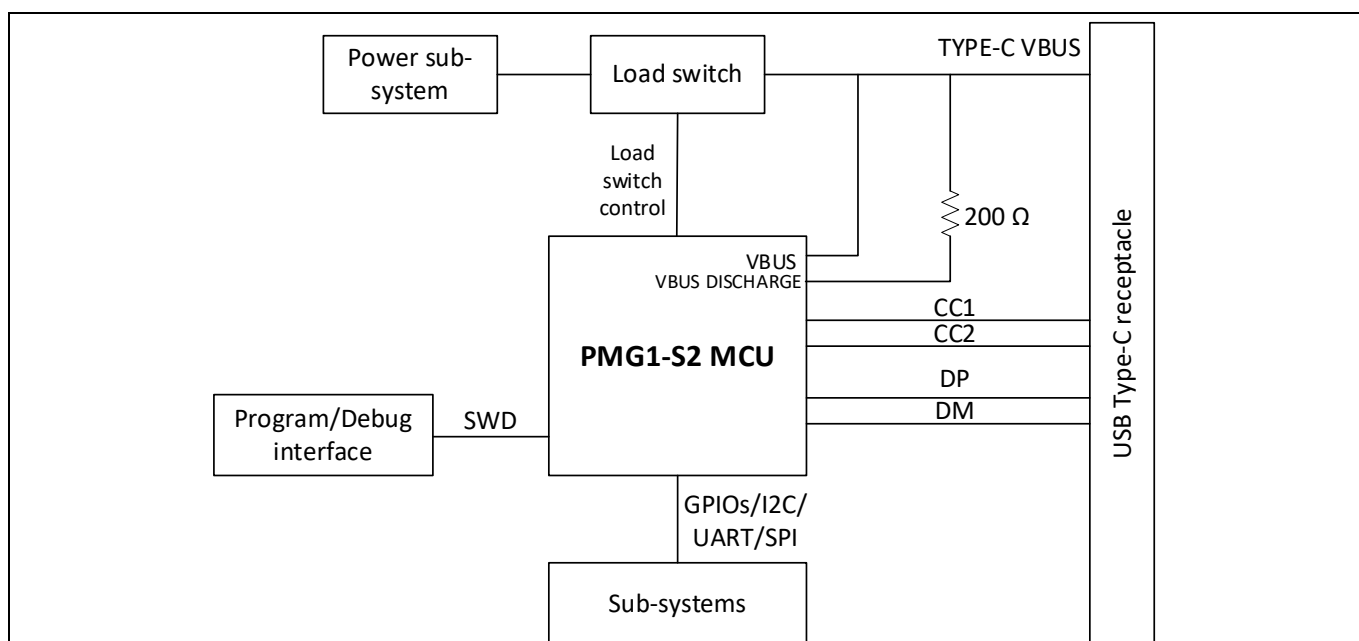 TYPE-C VBUS
Power sub-
system
Load switch
Load
switch
control
200 Ω
VBUS
VBUS DISCHARGE
CC1
CC2
PMG1-S2 MCU
DP
DM
USB Type-C receptacle
Program/Debug
interface
SWD
GPIOs/I2C/
UART/SPI
Sub-systems